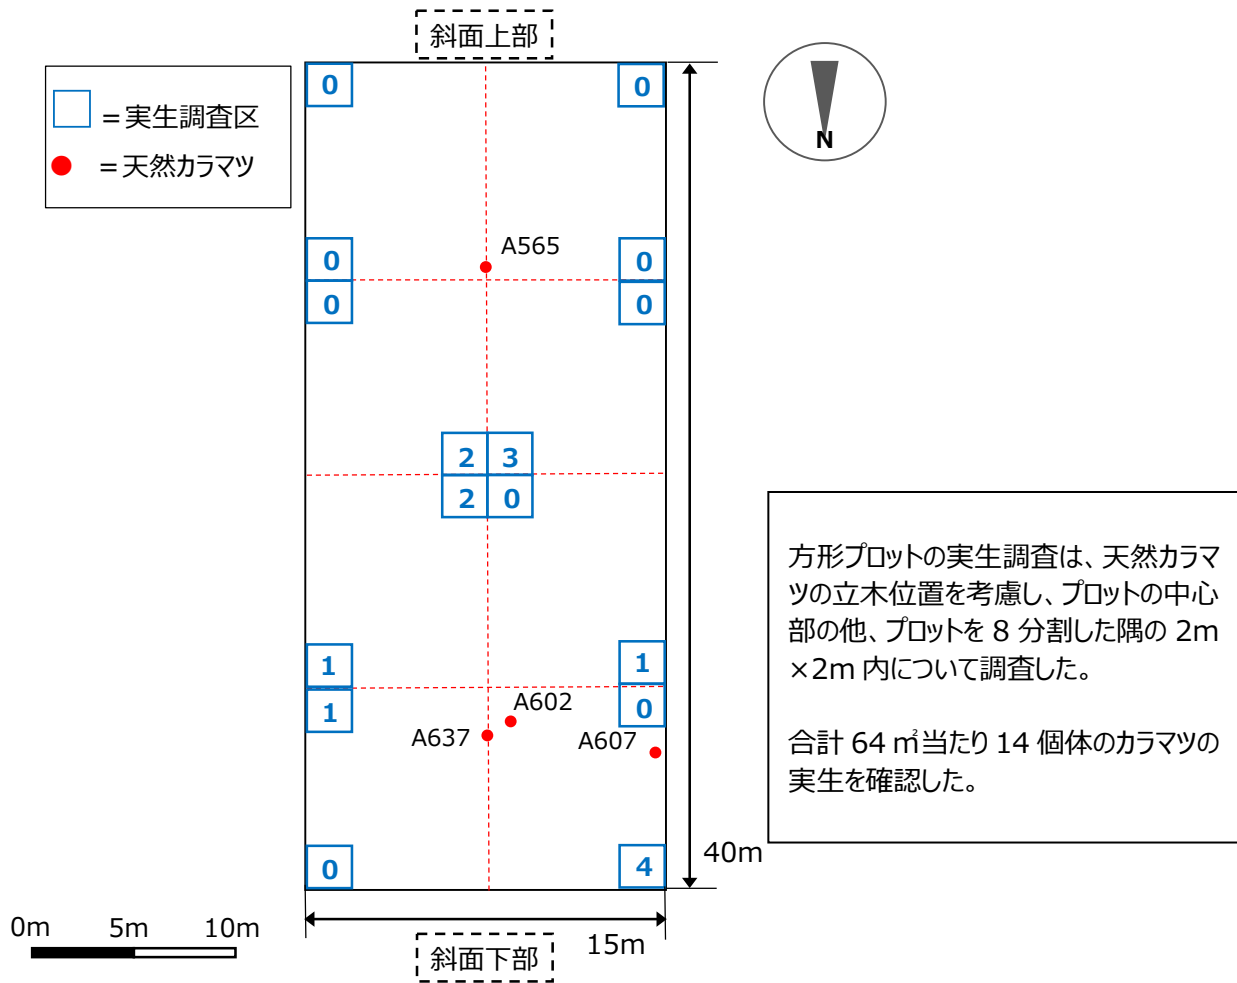 斜面上部
0
0
N
=実生調査区
=天然カラマツ
A565
0
0
0
0
2
3
2
0
1
1
1
0
A602
A637
A607
0
4
方形プロットの実生調査は、天然カラマ
ツの立木位置を考慮し、プロットの中心
部の他、プロットを 8 分割した隅の 2m
×2m 内について調査した。
合計 64 ㎡当たり 14 個体のカラマツの
実生を確認した。
40m
15m
0m 5m 10m
斜面下部